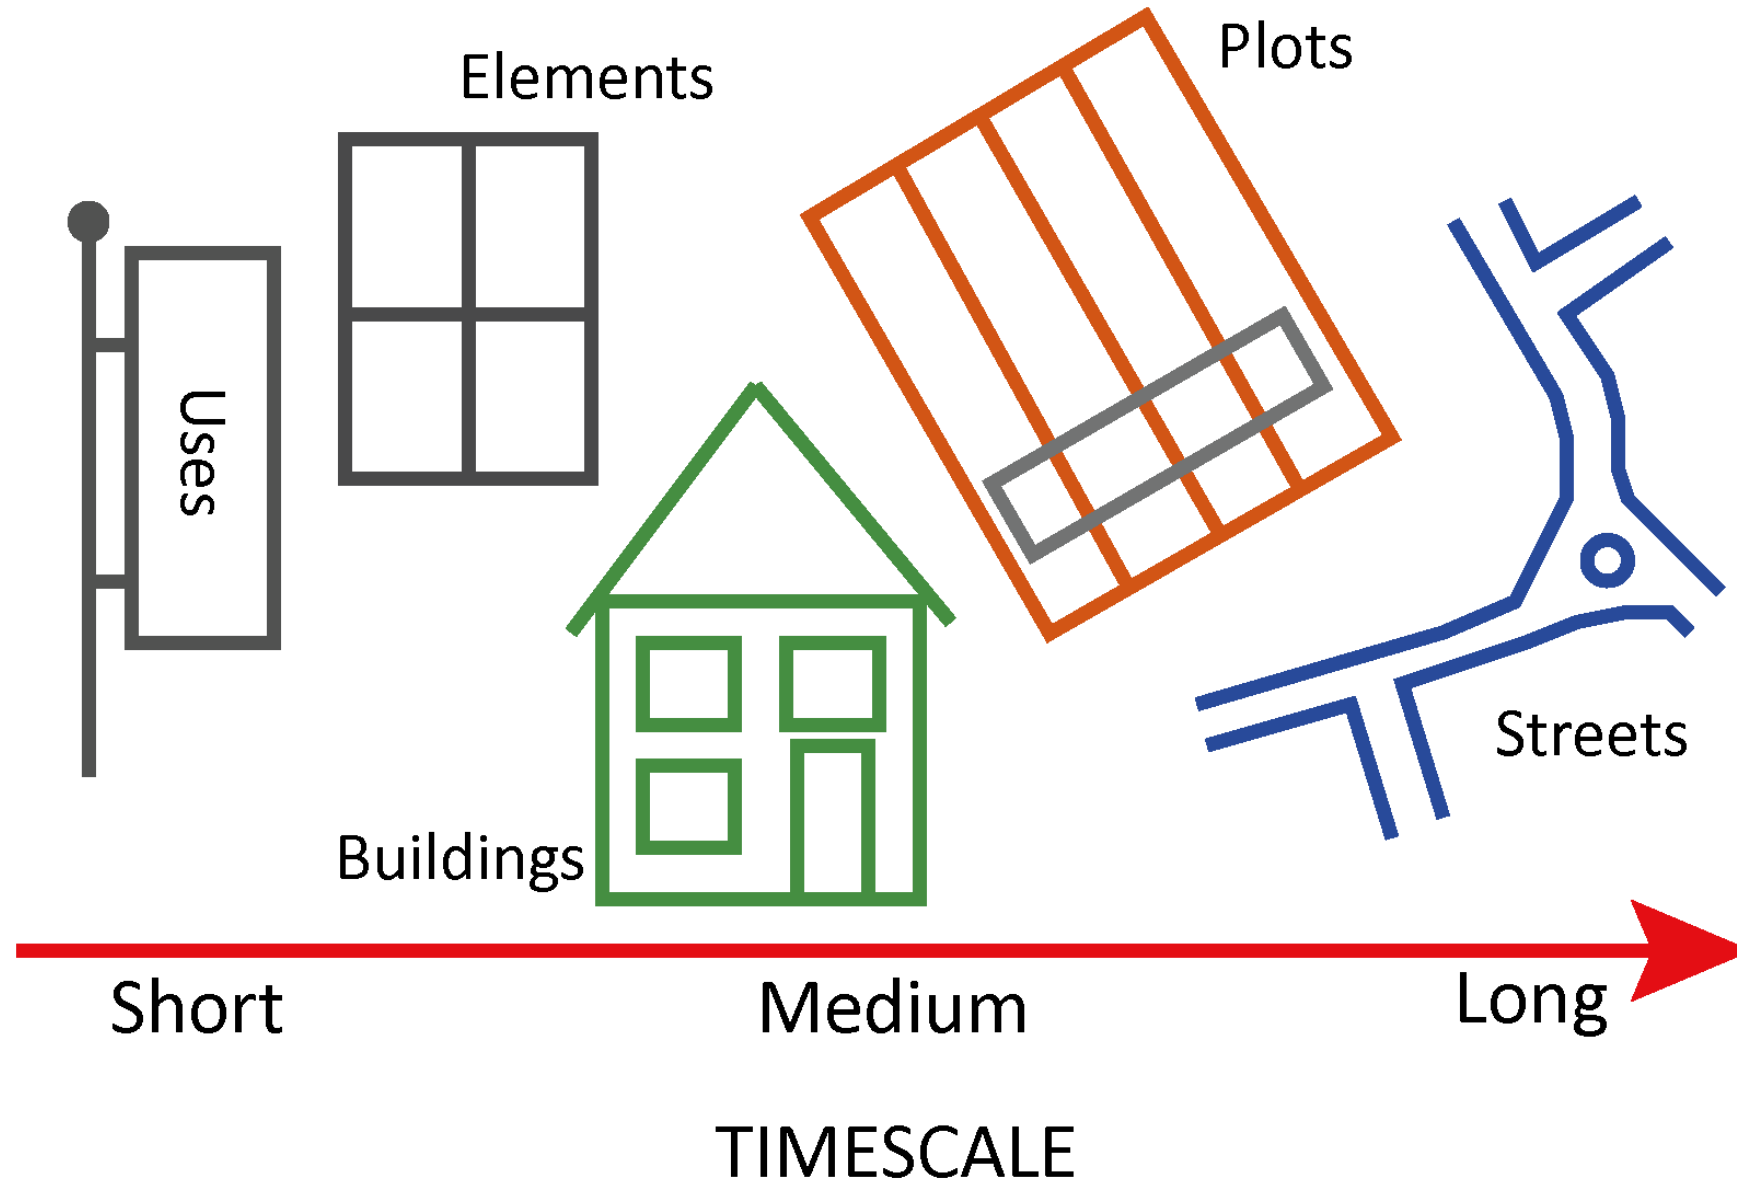 Plots
Elements
Uses
Streets
Buildings
Short
Medium
Long
TIMESCALE